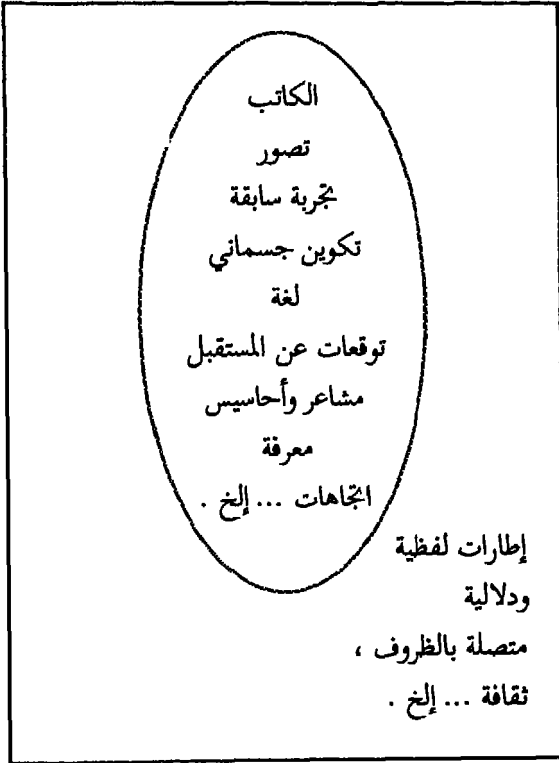 الكاتب
تصور
تجربة سابقة
تكوين جسماني
لغة
توقعات عن المستقبل
مشاعر وأحاسيس
معرفة
اتجاهات ... إلخ .
إطارات لفظية
ودلالية
متصلة بالظروف ،
ثقافة ... إلخ .